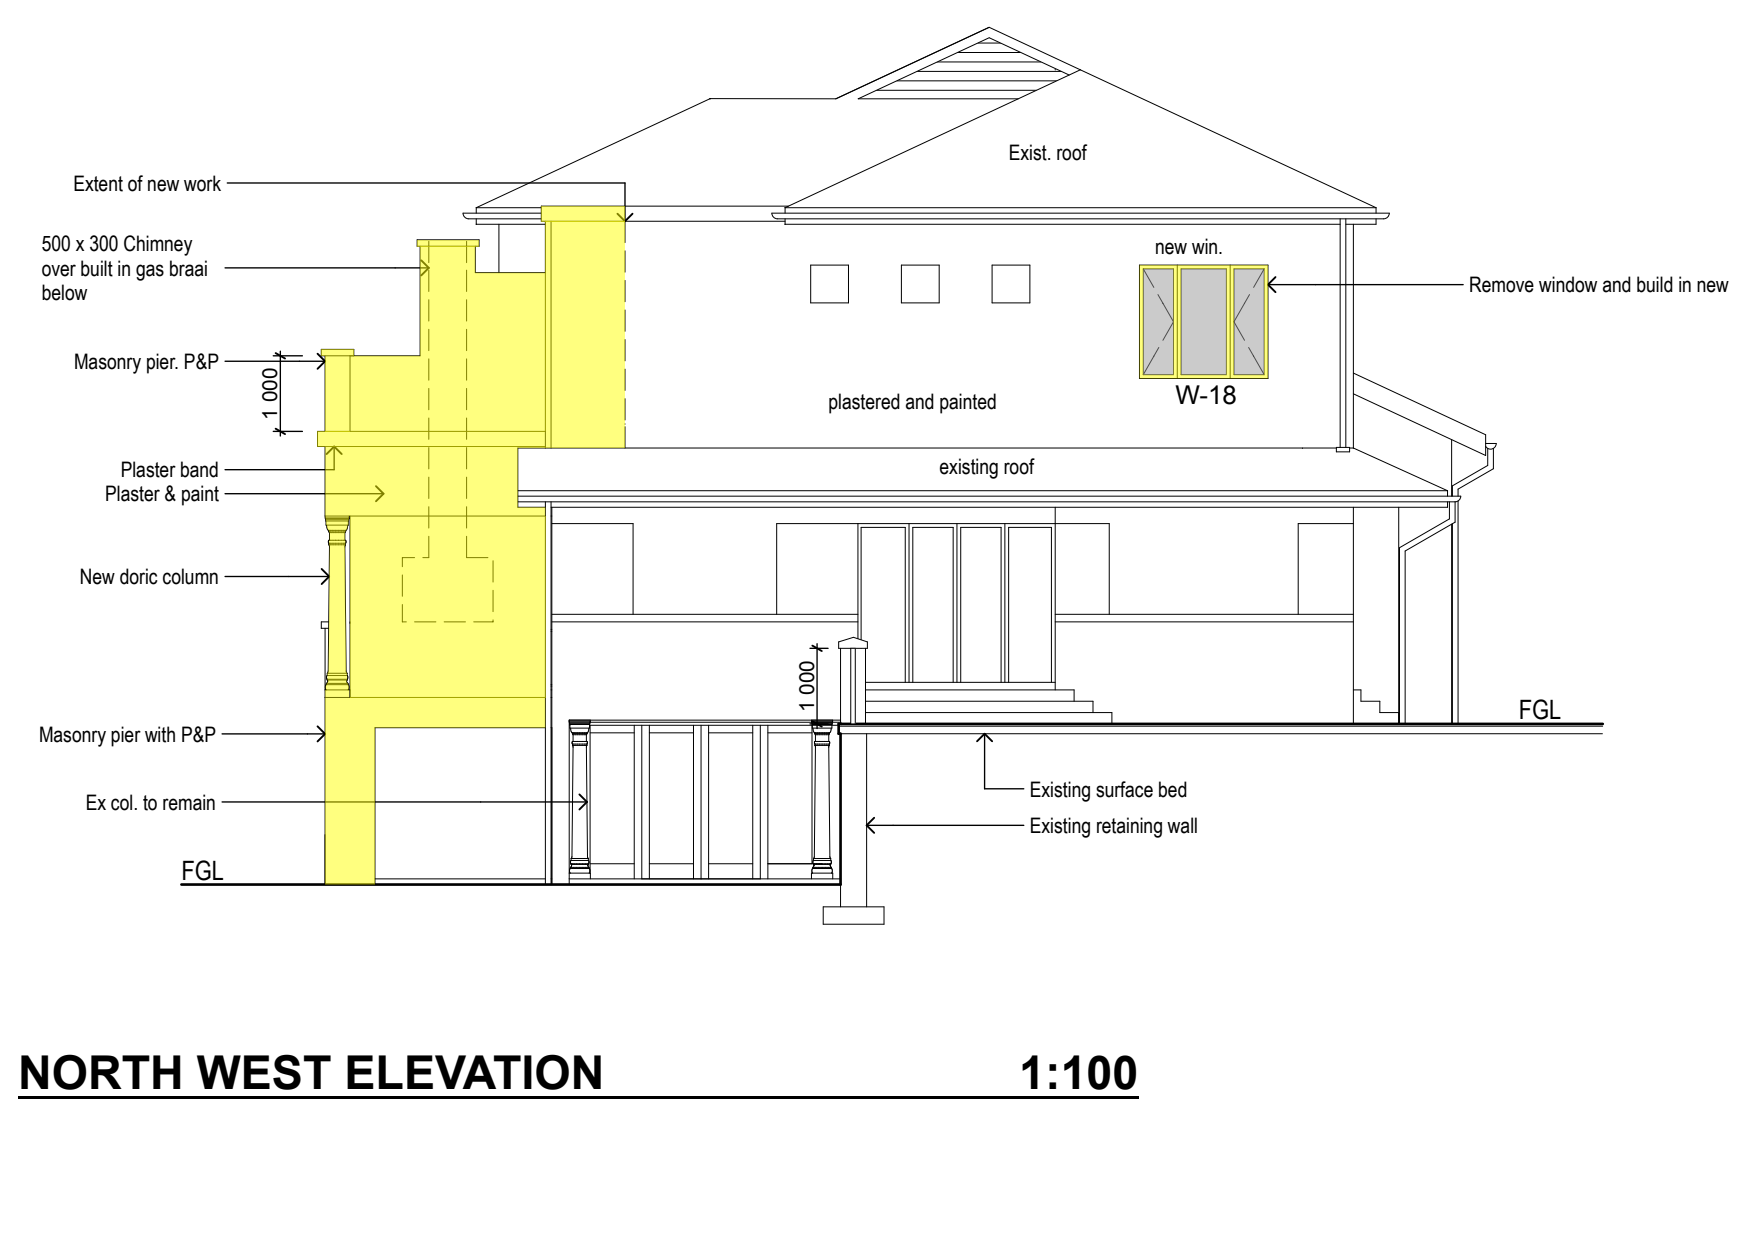 Exist. roof
Extent of new work
500 x 300 Chimney
over built in gas braai
below
new win.
Remove window and build in new
Masonry pier. P&P
1 000
W-18
plastered and painted
Plaster band
existing roof
Plaster & paint
New doric column
1 000
FGL
Masonry pier with P&P
Existing surface bed
Ex col. to remain
Existing retaining wall
FGL
NORTH WEST ELEVATION 1:100